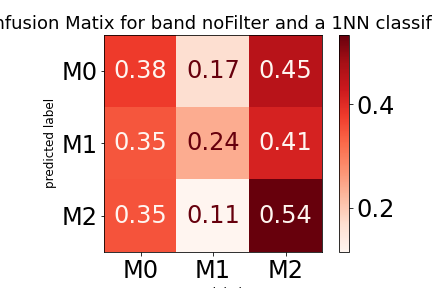 nfusion Matix for band noFilter and a 1NN classif
M0 0.38 0.17 0.45
M1 0.35 0.24 0.41
M2 0.35 0.11 0.54
M0 M1 M2
predicted label
0.4
0.2